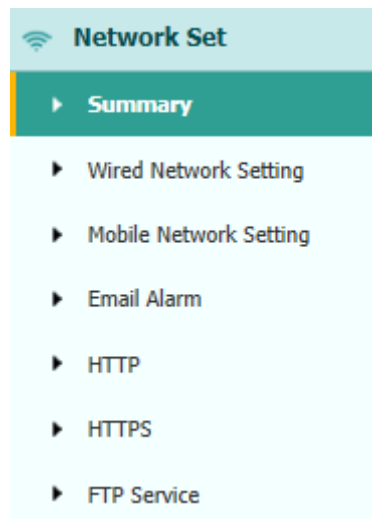 Network Set
Summary
Wired Network Setting
Mobile Network Setting
Email Alarm
HTTP
HTTPS
FTP Service